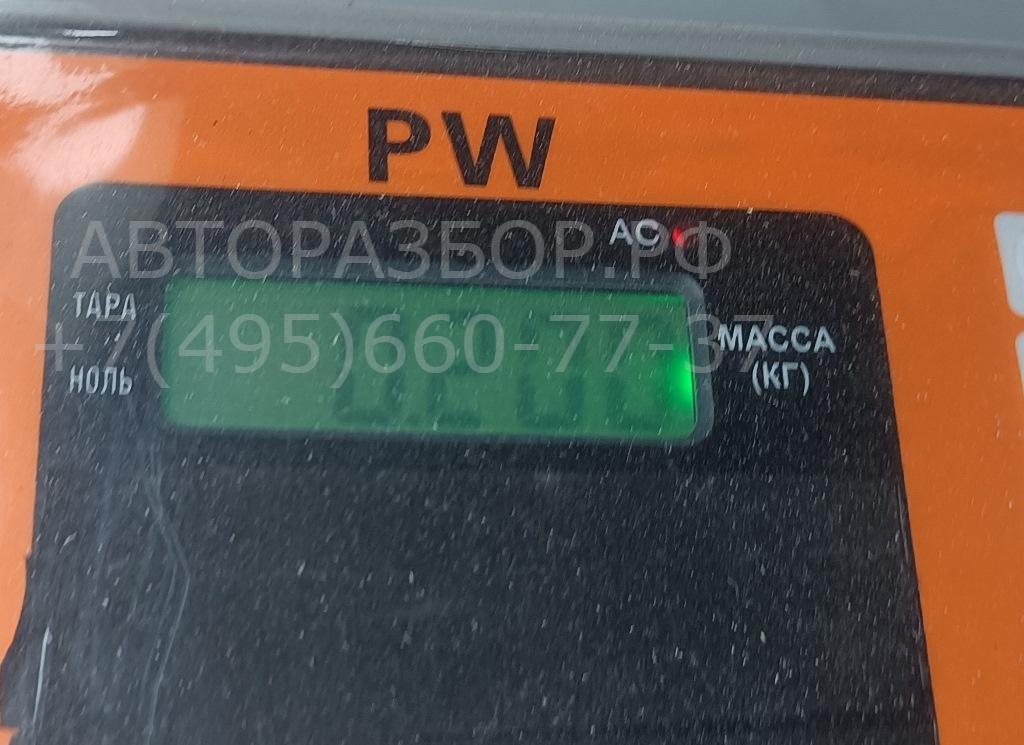 PW
АВТОРАЗБОР.РФ
AC
ТАРА
+7(495)660-77-37
МАССА
(КГ)
НОЛЬ